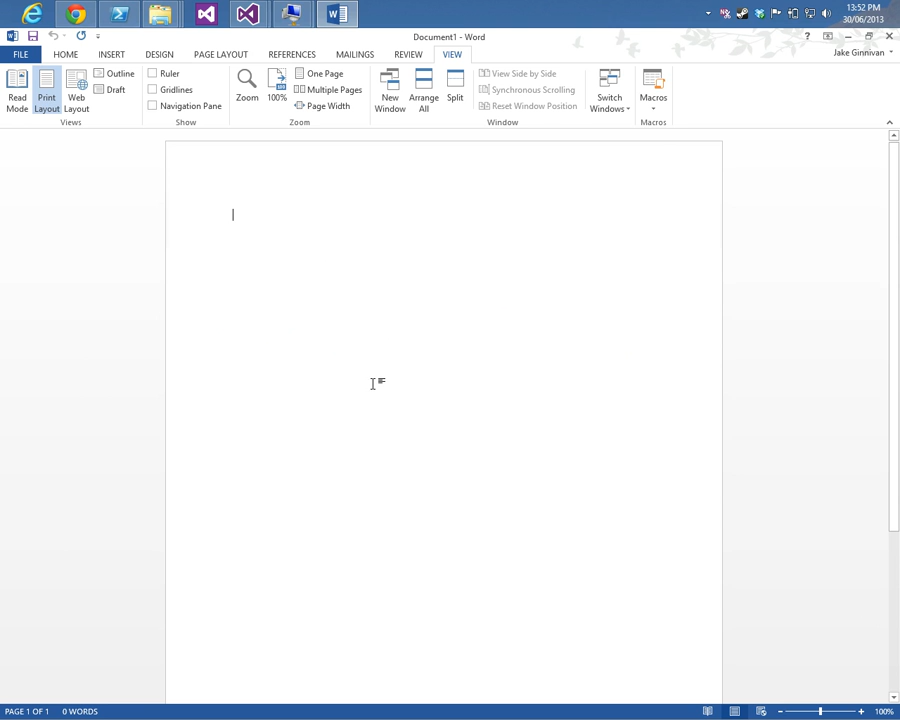 13:52 PM
30/06/2013
Document1 - Word
FILE HOME INSERT DESIGN PAGE LAYOUT REFERENCES MAILINGS REVIEW VIEW Jake Ginnivan
Read Mode
Print Layout
Web Layout
Outline
Draft
Views
Ruler
Gridlines
Navigation Pane
Show
Zoom
100%
One Page
Multiple Pages
Page Width
Zoom
New Window
Arrange All
Split
View Side by Side
Synchronous Scrolling
Reset Window Position
Window
Switch Windows
Macros
Macros
PAGE 1 OF 1 0 WORDS 100%